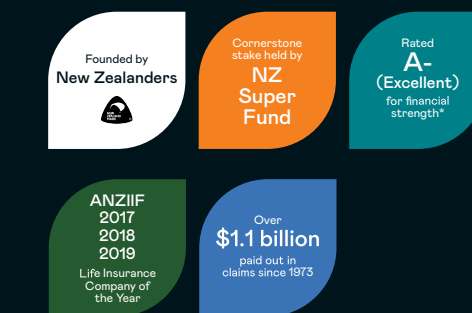 Founded by
New Zealanders
Cornerstone
stake held by
NZ
Super
Fund
Rated
A-
(Excellent)
for financial
strength*
ANZIIF
2017
2018
2019
Life Insurance
Company of
the Year
Over
$1.1 billion
paid out in
claims since 1973